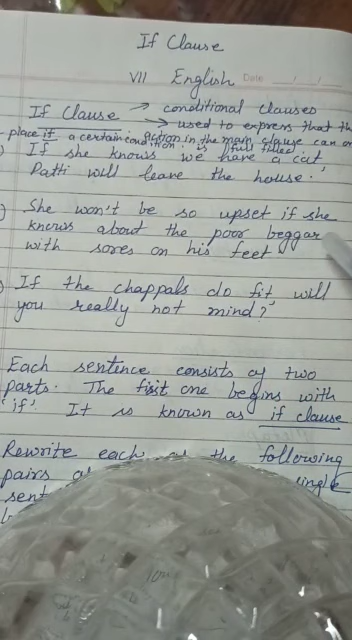 If Clause
VII English Date
If Clause → conditional clauses
→ used to express that the
place if a certain condition is full filled.
action in the main clause can
If she knows we have a cat
Patti will leave the house.'
She won't be so upset if she
knows about the poor beggar
with sores on his feet
If the chappals do fit, will
you really not mind?'
Each sentence consists of two
parts. The first one begins with
'if'. It is known as if clause
Rewrite each of the following
pairs
sent